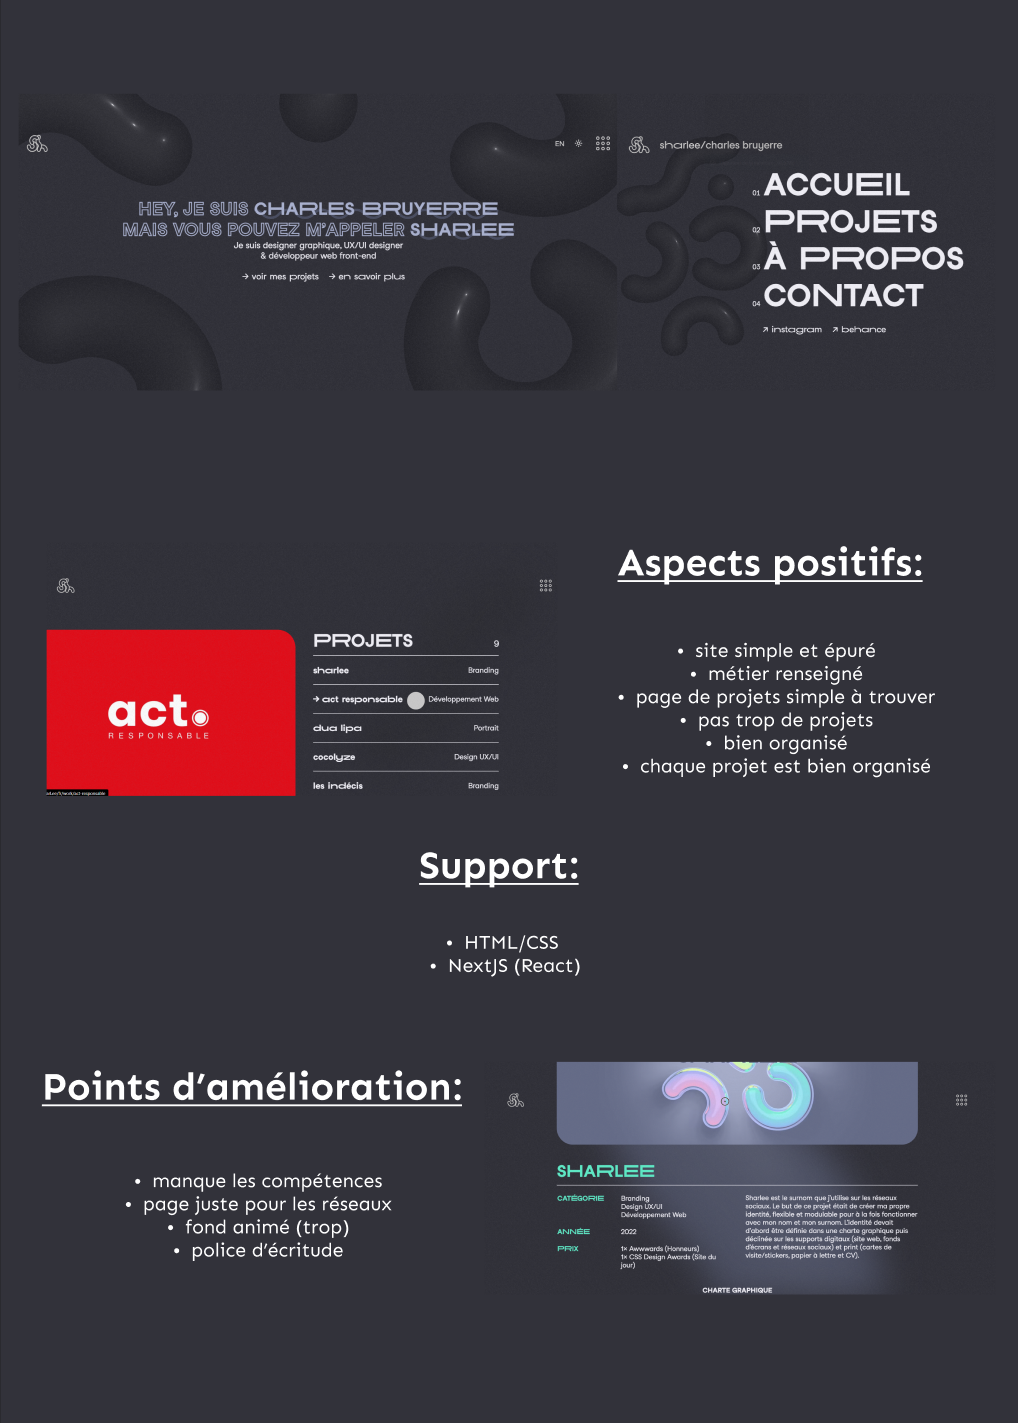 EN
HEY, JE SUIS CHARLES BRUYERRE
MAIS VOUS POUVEZ M'APPELER SHARLEE
Je suis designer graphique, UX/UI designer
& développeur web front-end
→ voir mes projets → en savoir plus
sharlee/charles bruyerre
01 ACCUEIL
02 PROJETS
03 À PROPOS
04 CONTACT
↗ instagram ↗ behance
Aspects positifs:
• site simple et épuré
• métier renseigné
• page de projets simple à trouver
• pas trop de projets
• bien organisé
• chaque projet est bien organisé
act.
RESPONSABLE
PROJETS 9
sharlee Branding
→ act responsable Développement Web
dua lipa Portrait
cocolyze Design UX/UI
les indécis Branding
Support:
• HTML/CSS
• NextJS (React)
Points d’amélioration:
• manque les compétences
• page juste pour les réseaux
• fond animé (trop)
• police d’écritude
SHARLEE
CATÉGORIE
Branding
Design UX/UI
Développement Web
ANNÉE 2022
PRIX
1× Awwwards (Honneurs)
1× CSS Design Awards (Site du
jour)
Sharlee est le surnom que j'utilise sur les réseaux
sociaux. Le but de ce projet était de créer ma propre
identité, flexible et modulable pour à la fois fonctionner
avec mon nom et mon surnom. L'identité devait
d'abord être définie dans une charte graphique puis
déclinée sur les supports digitaux (site web, fonds
d'écrans et réseaux sociaux) et print (cartes de
visite/stickers, papier à lettre et CV).
CHARTE GRAPHIQUE